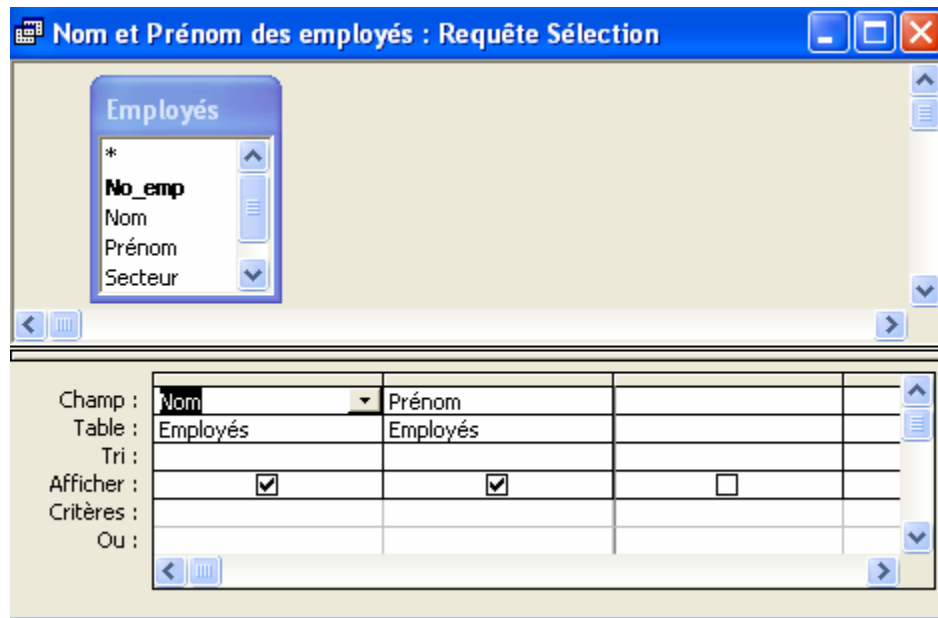 Nom et Prénom des employés : Requête Sélection
Employés
*
No_emp
Nom
Prénom
Secteur
Champ : Nom Prénom
Table : Employés Employés
Tri :
Afficher :
Critères :
Ou :